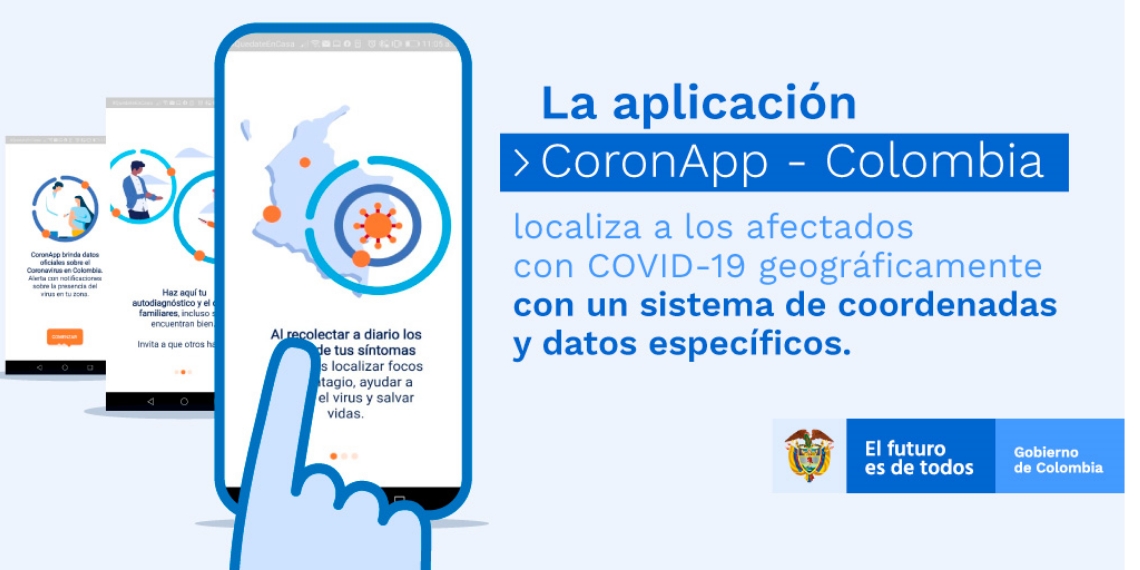 La aplicación
> CoronApp - Colombia
localiza a los afectados
con COVID-19 geográficamente
con un sistema de coordenadas
y datos específicos.
CoronApp brinda datos
oficiales sobre el
Coronavirus en Colombia.
Alerta con notificaciones
sobre la presencia del
virus en tu zona.
COMENZAR
Haz aquí tu
autodiagnóstico y el
familiares, incluso
encuentran bien.
Invita a que otros
11:05 a
Al recolectar a diario los
de tus síntomas
localizar focos
ayudar a
el virus y salvar
vidas.
El futuro
es de todos
Gobierno
de Colombia